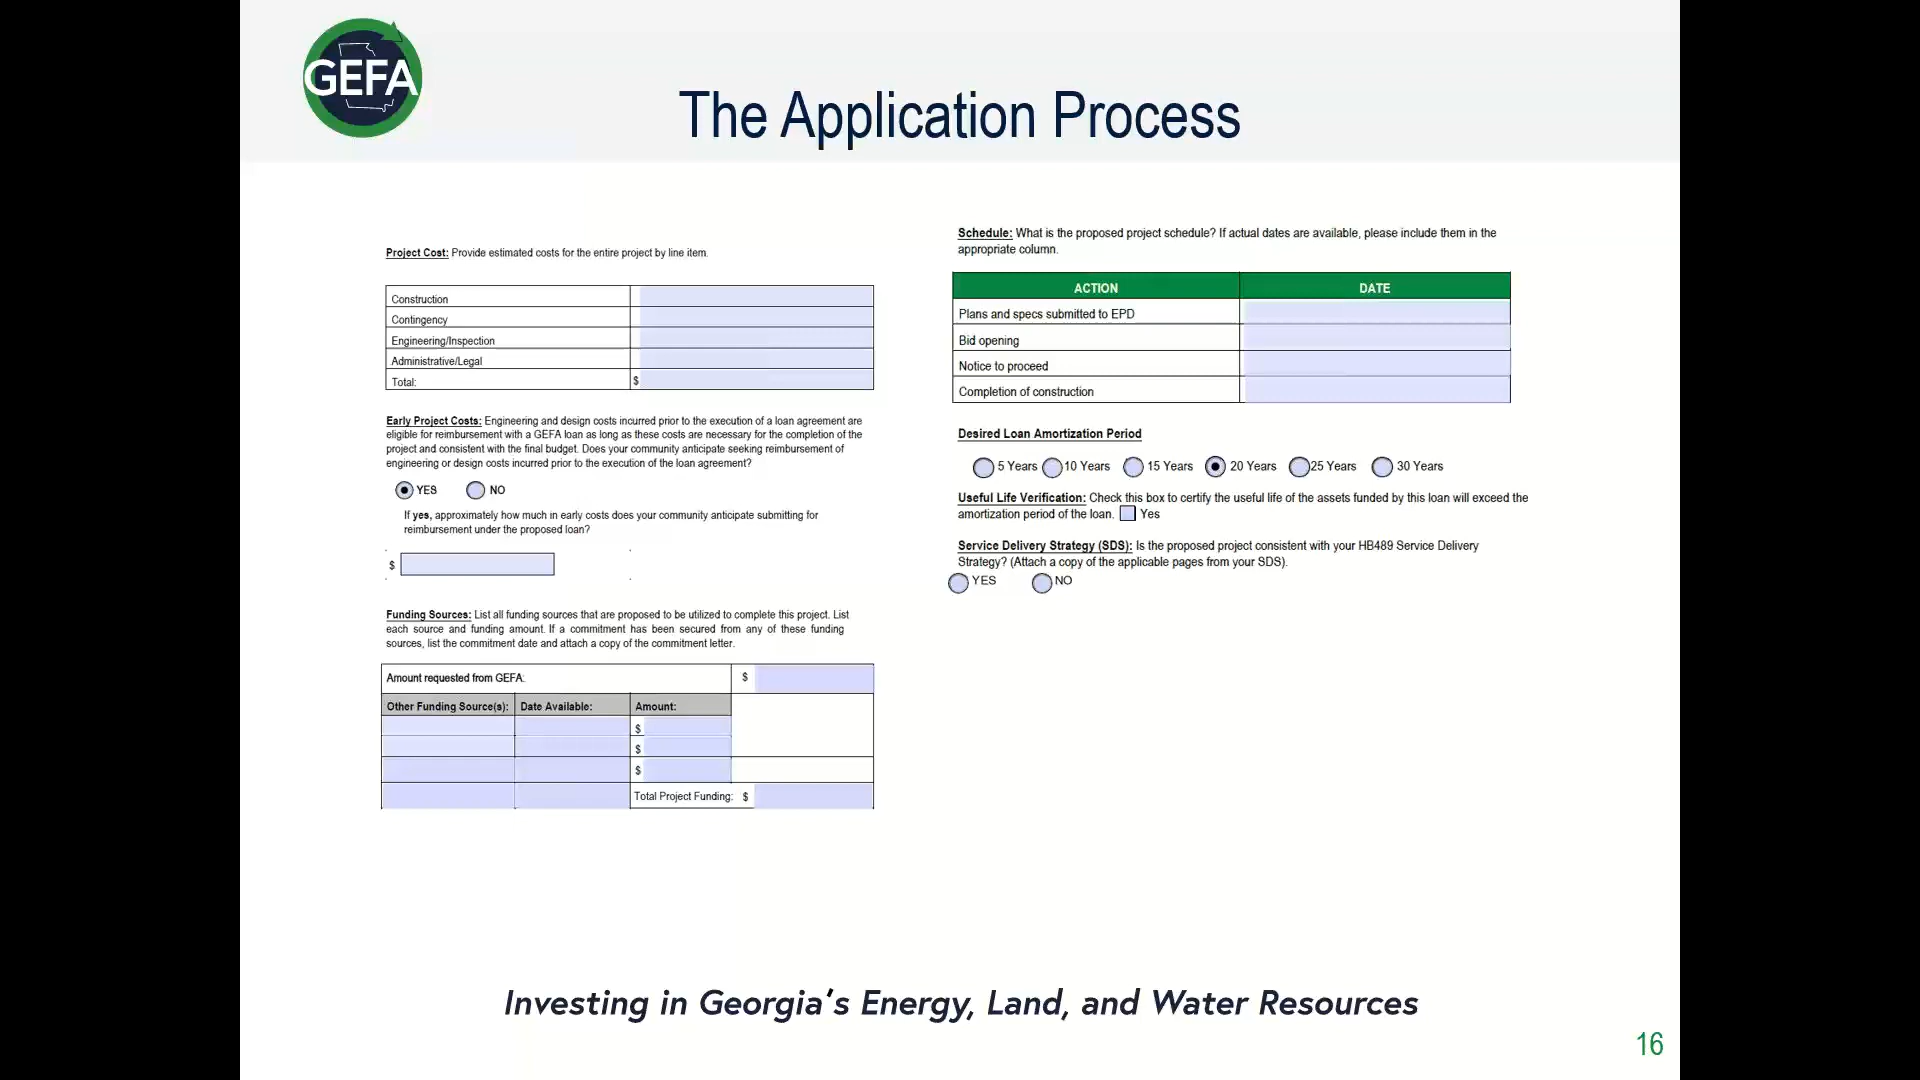 GEFA
The Application Process
Project Cost: Provide estimated costs for the entire project by line item.
Construction
Contingency
Engineering/Inspection
Administrative/Legal
Total: $
Early Project Costs: Engineering and design costs incurred prior to the execution of a loan agreement are
eligible for reimbursement with a GEFA loan as long as these costs are necessary for the completion of the
project and consistent with the final budget. Does your community anticipate seeking reimbursement of
engineering or design costs incurred prior to the execution of the loan agreement?
YES NO
If yes, approximately how much in early costs does your community anticipate submitting for
reimbursement under the proposed loan?
$
Funding Sources: List all funding sources that are proposed to be utilized to complete this project. List
each source and funding amount. If a commitment has been secured from any of these funding
sources, list the commitment date and attach a copy of the commitment letter.
Amount requested from GEFA: $
Other Funding Source(s): Date Available: Amount:
$
$
$
Total Project Funding: $
Schedule: What is the proposed project schedule? If actual dates are available, please include them in the
appropriate column.
ACTION DATE
Plans and specs submitted to EPD
Bid opening
Notice to proceed
Completion of construction
Desired Loan Amortization Period
5 Years 10 Years 15 Years 20 Years 25 Years 30 Years
Useful Life Verification: Check this box to certify the useful life of the assets funded by this loan will exceed the
amortization period of the loan. Yes
Service Delivery Strategy (SDS): Is the proposed project consistent with your HB489 Service Delivery
Strategy? (Attach a copy of the applicable pages from your SDS).
YES NO
Investing in Georgia's Energy, Land, and Water Resources
16